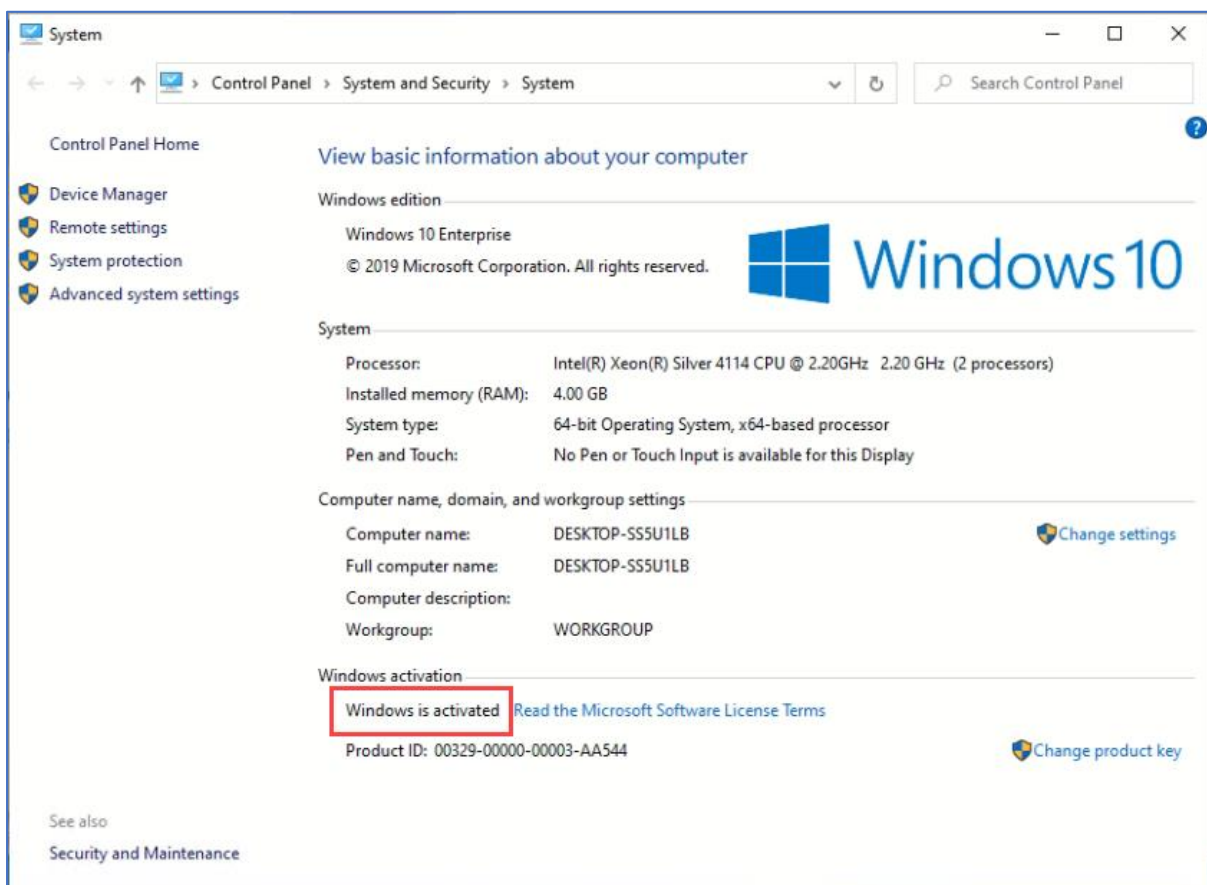 System
Control Panel › System and Security › System
Search Control Panel
Control Panel Home
Device Manager
Remote settings
System protection
Advanced system settings
View basic information about your computer
Windows edition
Windows 10 Enterprise
© 2019 Microsoft Corporation. All rights reserved.
Windows 10
System
Processor: Intel(R) Xeon(R) Silver 4114 CPU @ 2.20GHz 2.20 GHz (2 processors)
Installed memory (RAM): 4.00 GB
System type: 64-bit Operating System, x64-based processor
Pen and Touch: No Pen or Touch Input is available for this Display
Computer name, domain, and workgroup settings
Computer name: DESKTOP-SS5U1LB
Change settings
Full computer name: DESKTOP-SS5U1LB
Computer description:
Workgroup: WORKGROUP
Windows activation
Windows is activated Read the Microsoft Software License Terms
Product ID: 00329-00000-00003-AA544
Change product key
See also
Security and Maintenance